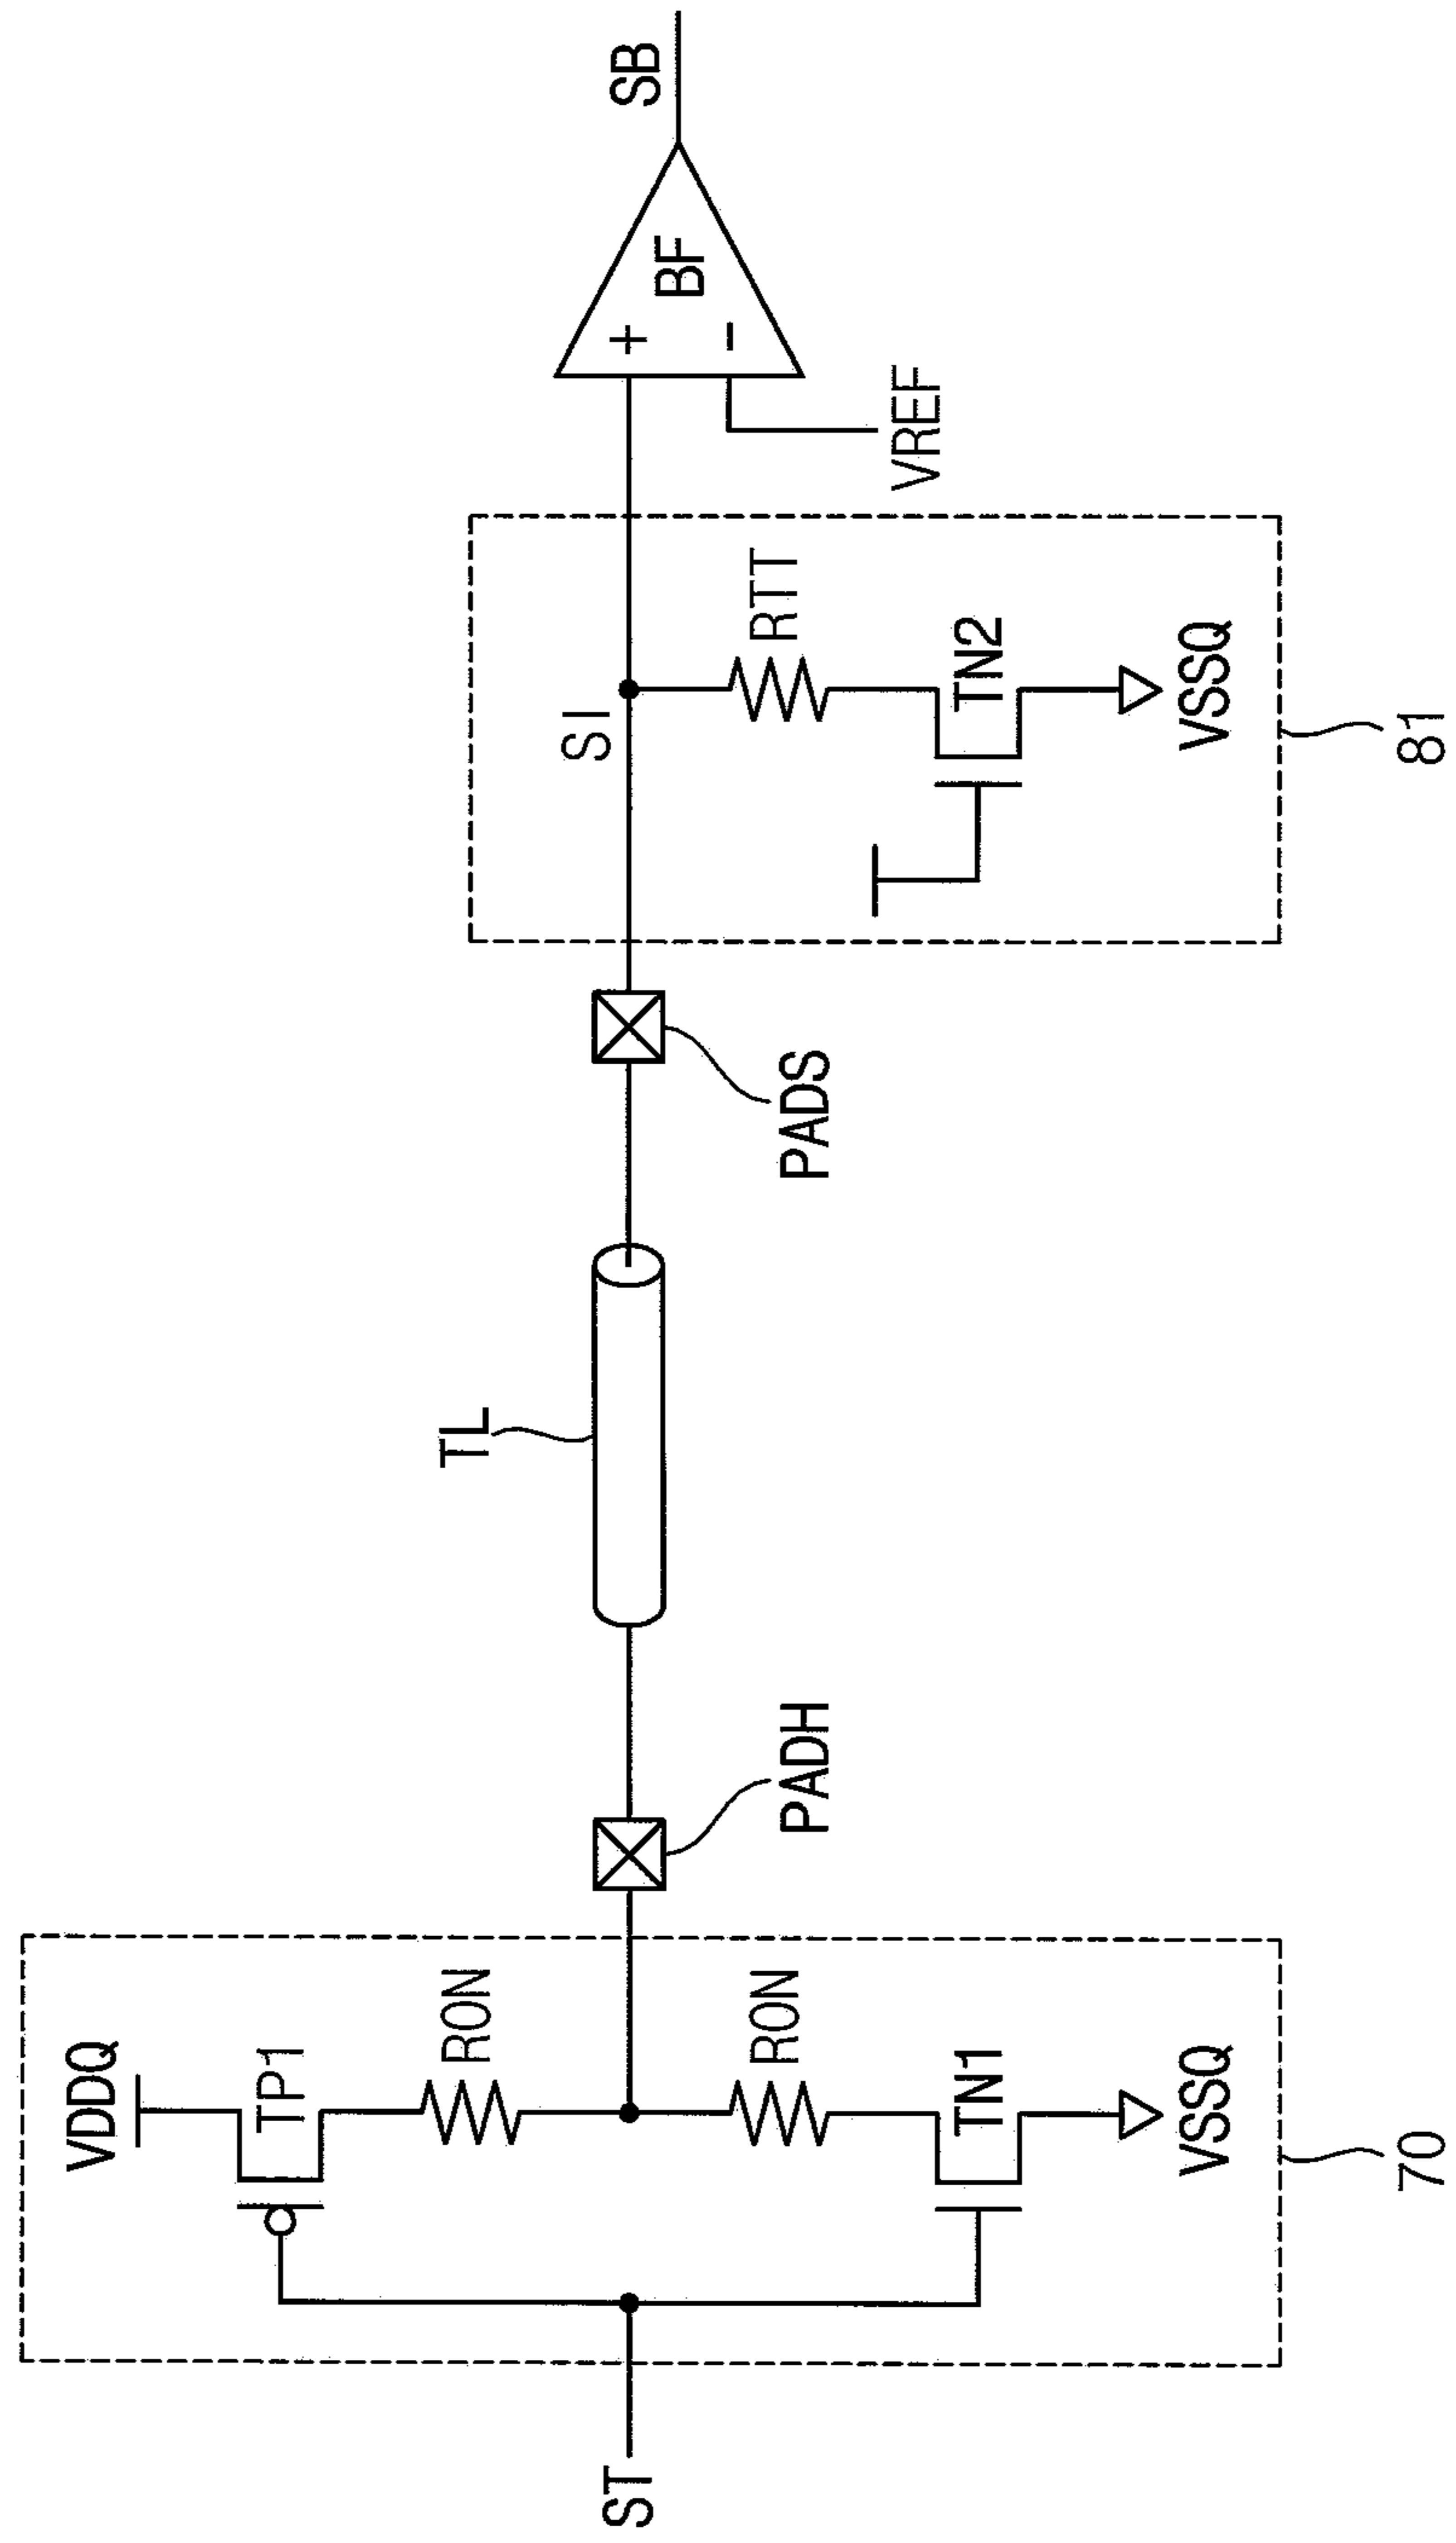 ST
VDDQ
TP1
RON
RON
TN1
VSSQ
70
PADH
TL
PADS
SI
RTT
TN2
VSSQ
81
VREF
+
BF
-
SB